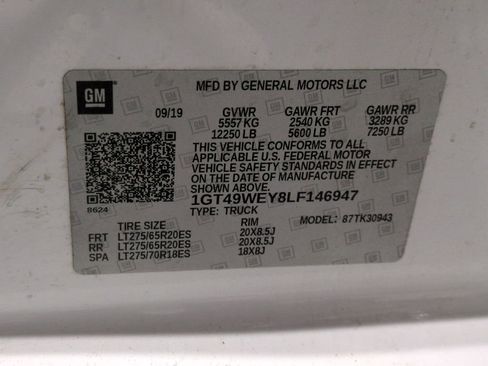 GM
MFD BY GENERAL MOTORS LLC
09/19 GVWR GAWR FRT GAWR RR
5557 KG 2540 KG 3289 KG
12250 LB 5600 LB 7250 LB
THIS VEHICLE CONFORMS TO ALL
APPLICABLE U.S. FEDERAL MOTOR
VEHICLE SAFETY STANDARDS IN EFFECT
ON THE DATE OF MANUFACTURE
SHOWN ABOVE.
1GT49WEY8LF146947
8624
TYPE: TRUCK MODEL: 87TK30943
TIRE SIZE RIM
FRT LT275/65R20ES 20X8.5J
RR LT275/65R20ES 20X8.5J
SPA LT275/70R18ES 18X8J